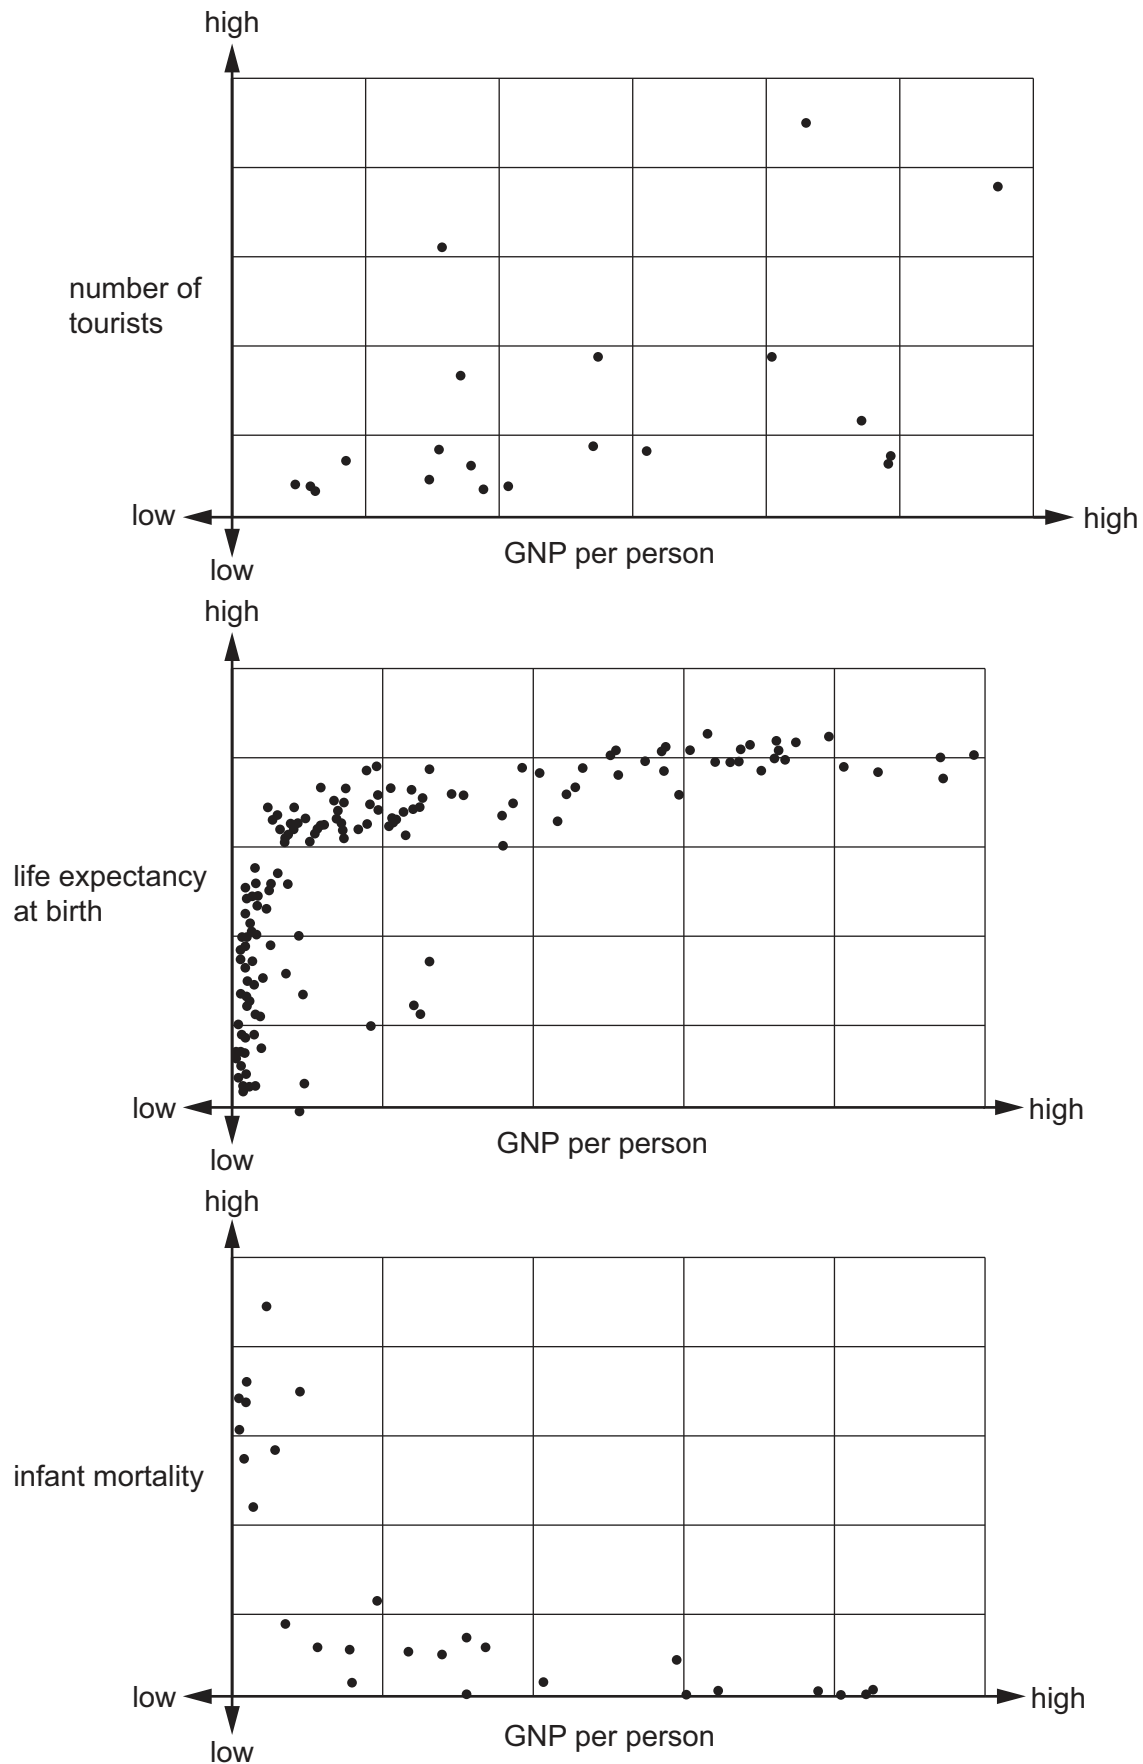 high
number of
tourists
low
high
GNP per person
low
high
life expectancy
at birth
low
high
GNP per person
low
high
infant mortality
low
high
GNP per person
low